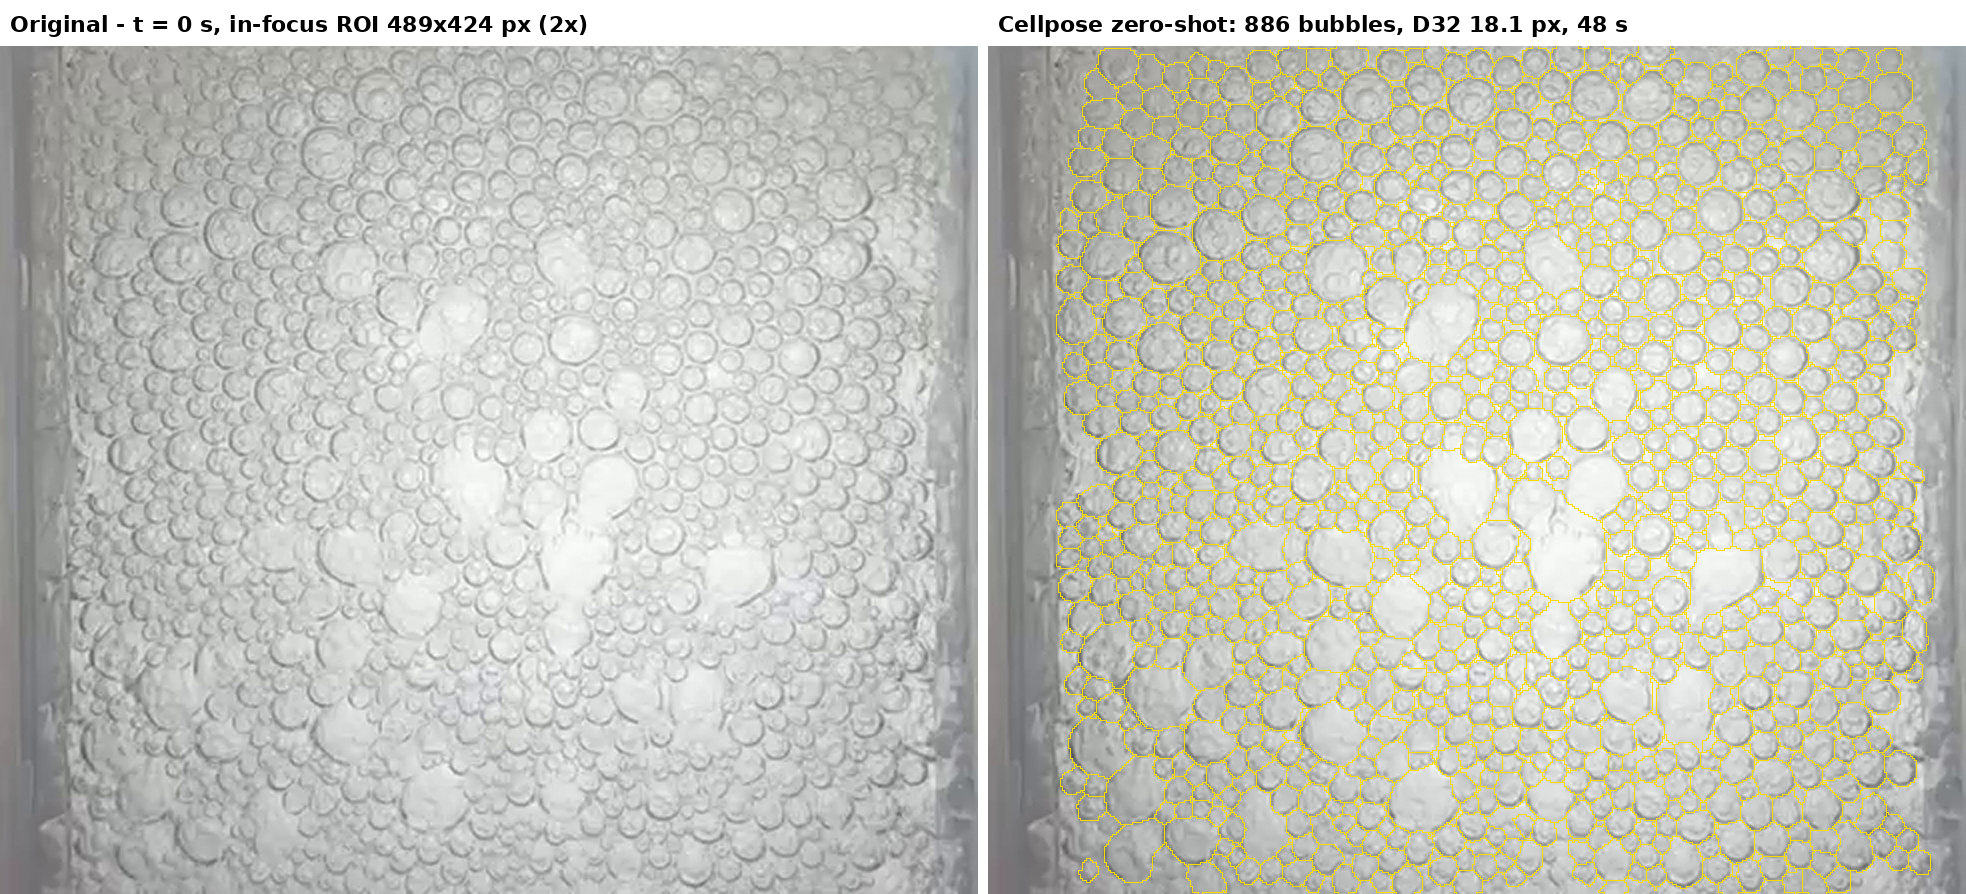 Original - t = 0 s, in-focus ROI 489x424 px (2x)
Cellpose zero-shot: 886 bubbles, D32 18.1 px, 48 s